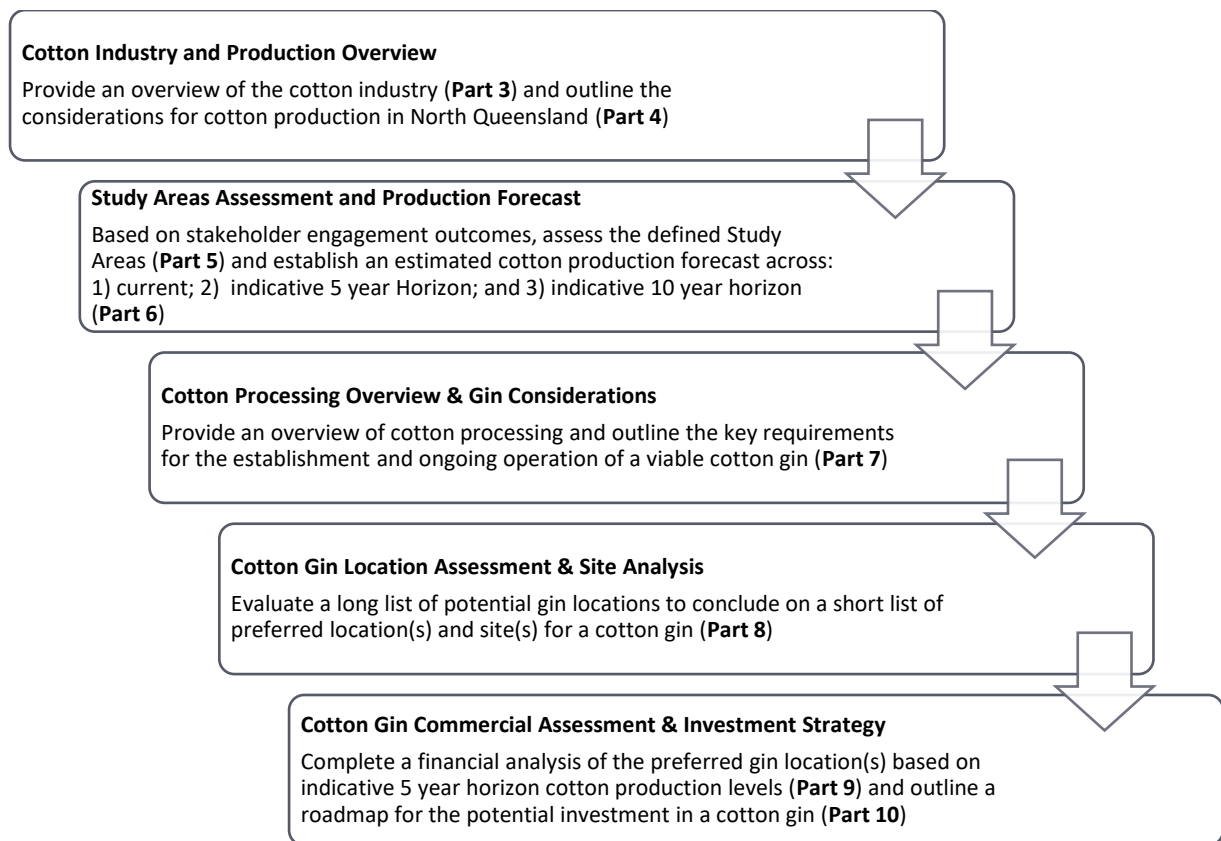 Cotton Industry and Production Overview
Provide an overview of the cotton industry (Part 3) and outline the
considerations for cotton production in North Queensland (Part 4)
Study Areas Assessment and Production Forecast
Based on stakeholder engagement outcomes, assess the defined Study
Areas (Part 5) and establish an estimated cotton production forecast across:
1) current; 2) indicative 5 year Horizon; and 3) indicative 10 year horizon
(Part 6)
Cotton Processing Overview & Gin Considerations
Provide an overview of cotton processing and outline the key requirements
for the establishment and ongoing operation of a viable cotton gin (Part 7)
Cotton Gin Location Assessment & Site Analysis
Evaluate a long list of potential gin locations to conclude on a short list of
preferred location(s) and site(s) for a cotton gin (Part 8)
Cotton Gin Commercial Assessment & Investment Strategy
Complete a financial analysis of the preferred gin location(s) based on
indicative 5 year horizon cotton production levels (Part 9) and outline a
roadmap for the potential investment in a cotton gin (Part 10)